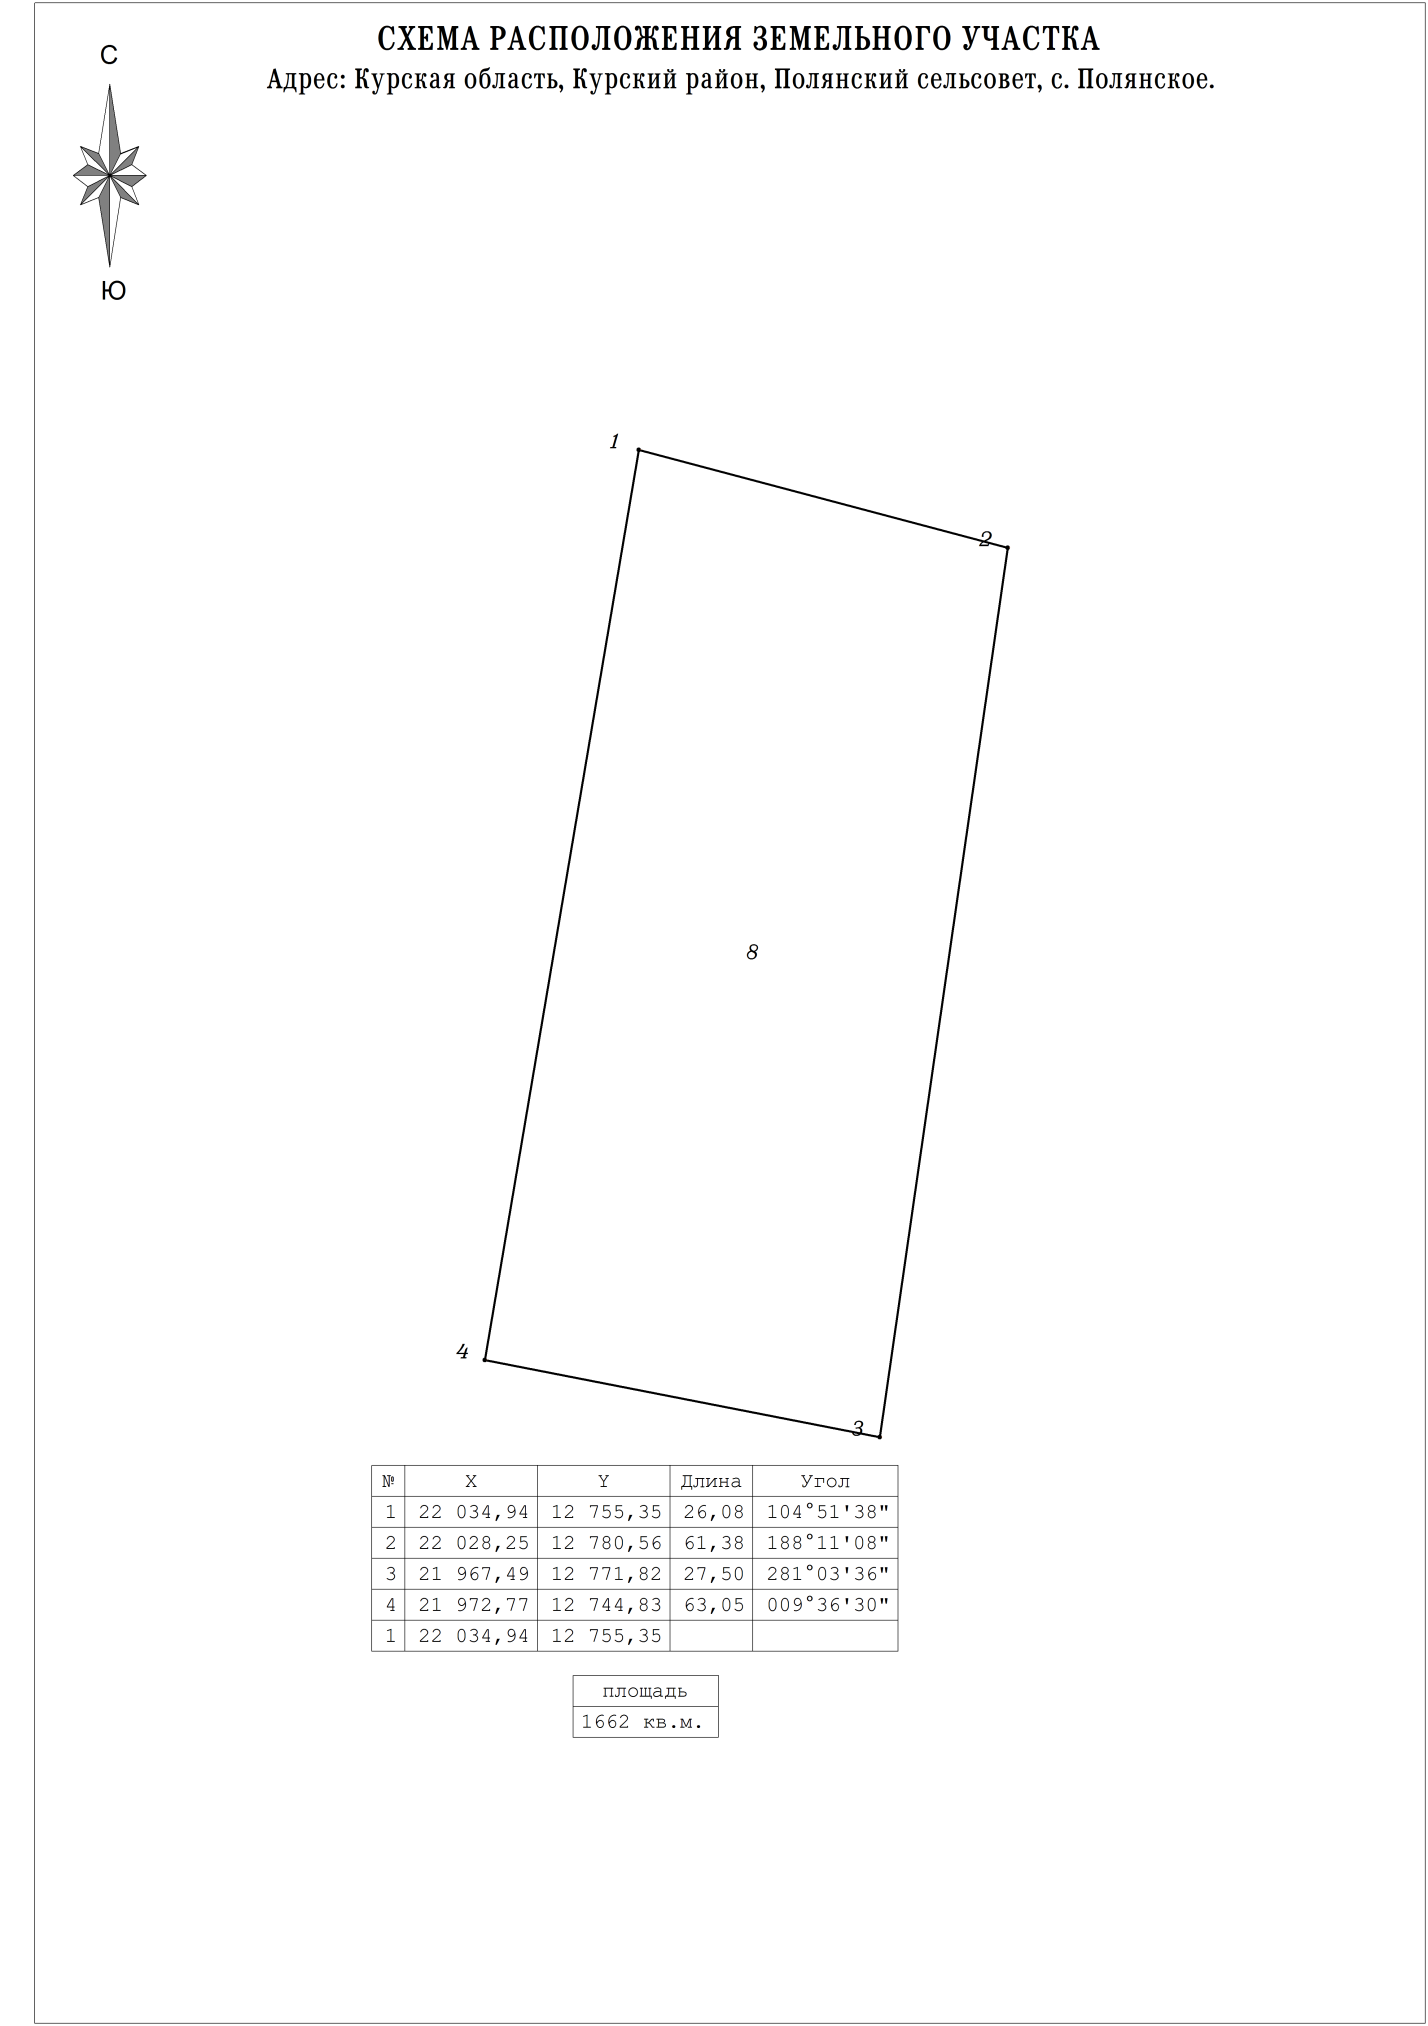 СХЕМА РАСПОЛОЖЕНИЯ ЗЕМЕЛЬНОГО УЧАСТКА
Адрес: Курская область, Курский район, Полянский сельсовет, с. Полянское.
С
Ю
1
2
8
4
3
№ X Y Длина Угол
1 22 034,94 12 755,35 26,08 104°51'38"
2 22 028,25 12 780,56 61,38 188°11'08"
3 21 967,49 12 771,82 27,50 281°03'36"
4 21 972,77 12 744,83 63,05 009°36'30"
1 22 034,94 12 755,35
площадь
1662 кв.м.